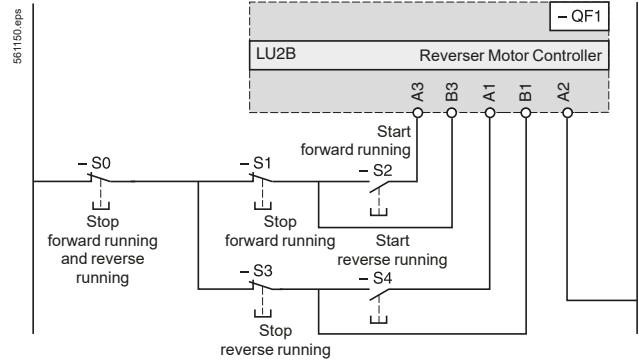 561150.eps
– QF1
LU2B
Reverser Motor Controller
A3
B3
A1
B1
A2
Start
forward running
– S0
– S1
– S2
Stop
forward running
and reverse
running
Stop
forward running
Start
reverse running
– S3
– S4
Stop
reverse running